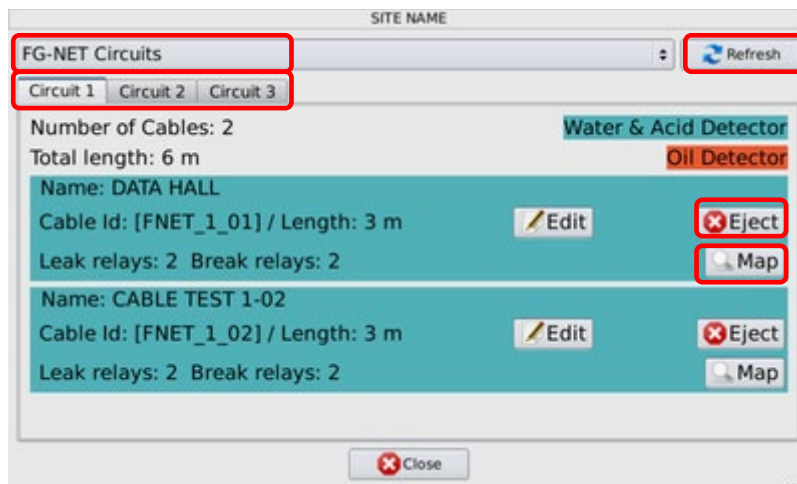 SITE NAME
FG-NET Circuits
Refresh
Circuit 1 Circuit 2 Circuit 3
Number of Cables: 2 Water & Acid Detector
Total length: 6 m Oil Detector
Name: DATA HALL
Cable Id: [FNET_1_01] / Length: 3 m Edit Eject
Leak relays: 2 Break relays: 2 Map
Name: CABLE TEST 1-02
Cable Id: [FNET_1_02] / Length: 3 m Edit Eject
Leak relays: 2 Break relays: 2 Map
Close